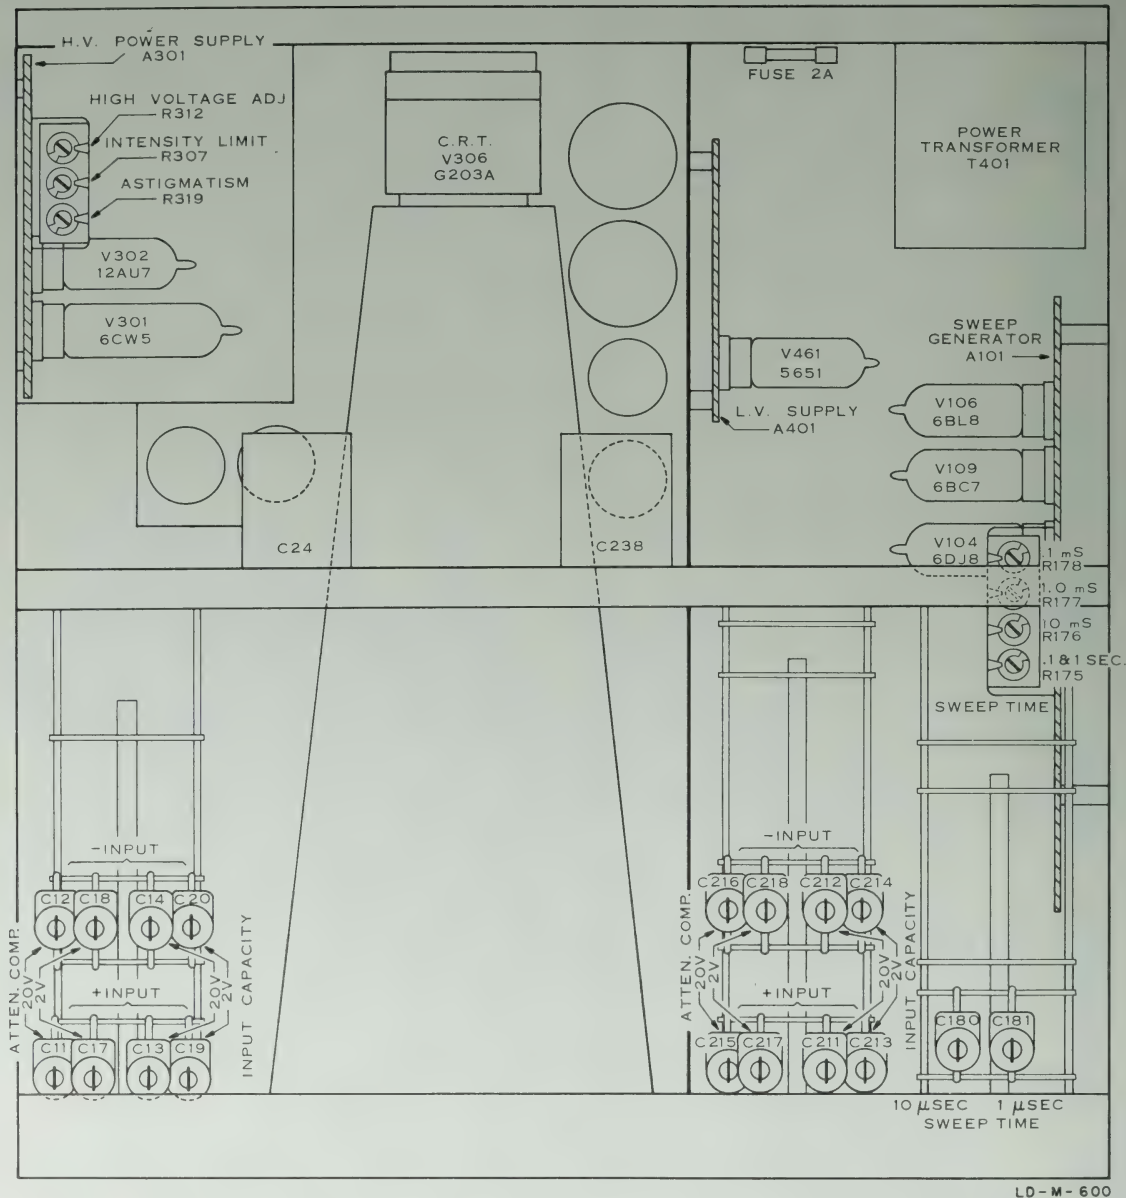 H.V. POWER SUPPLY
A301
HIGH VOLTAGE ADJ
R312
INTENSITY LIMIT
R307
ASTIGMATISM
R319
V302
12AU7
V301
6CW5
C.R.T.
V306
G203A
FUSE 2A
POWER
TRANSFORMER
T401
V461
5651
L.V. SUPPLY
A401
SWEEP
GENERATOR
A101
V106
6BL8
V109
6BC7
V104
6DJ8
.1 mS
R178
1.0 mS
R177
10 mS
R176
.1 & 1 SEC.
R175
SWEEP TIME
C24
C238
-INPUT
C12 C18 C14 C20
ATTEN. COMP.
20V
2V
20V
2V
INPUT CAPACITY
+INPUT
C11 C17 C13 C19
-INPUT
C216 C218 C212 C214
ATTEN. COMP.
20V
2V
20V
2V
INPUT CAPACITY
+INPUT
C215 C217 C211 C213
C180 C181
10 µSEC 1 µSEC
SWEEP TIME
LD-M-600